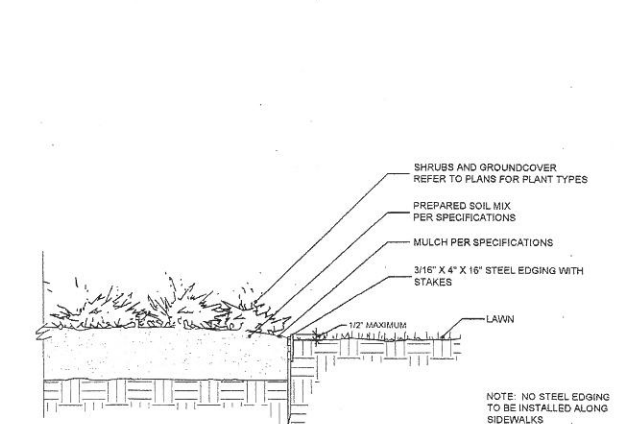 SHRUBS AND GROUNDCOVER
REFER TO PLANS FOR PLANT TYPES
PREPARED SOIL MIX
PER SPECIFICATIONS
MULCH PER SPECIFICATIONS
3/16" X 4" X 16" STEEL EDGING WITH
STAKES
1/2" MAXIMUM
LAWN
NOTE: NO STEEL EDGING
TO BE INSTALLED ALONG
SIDEWALKS